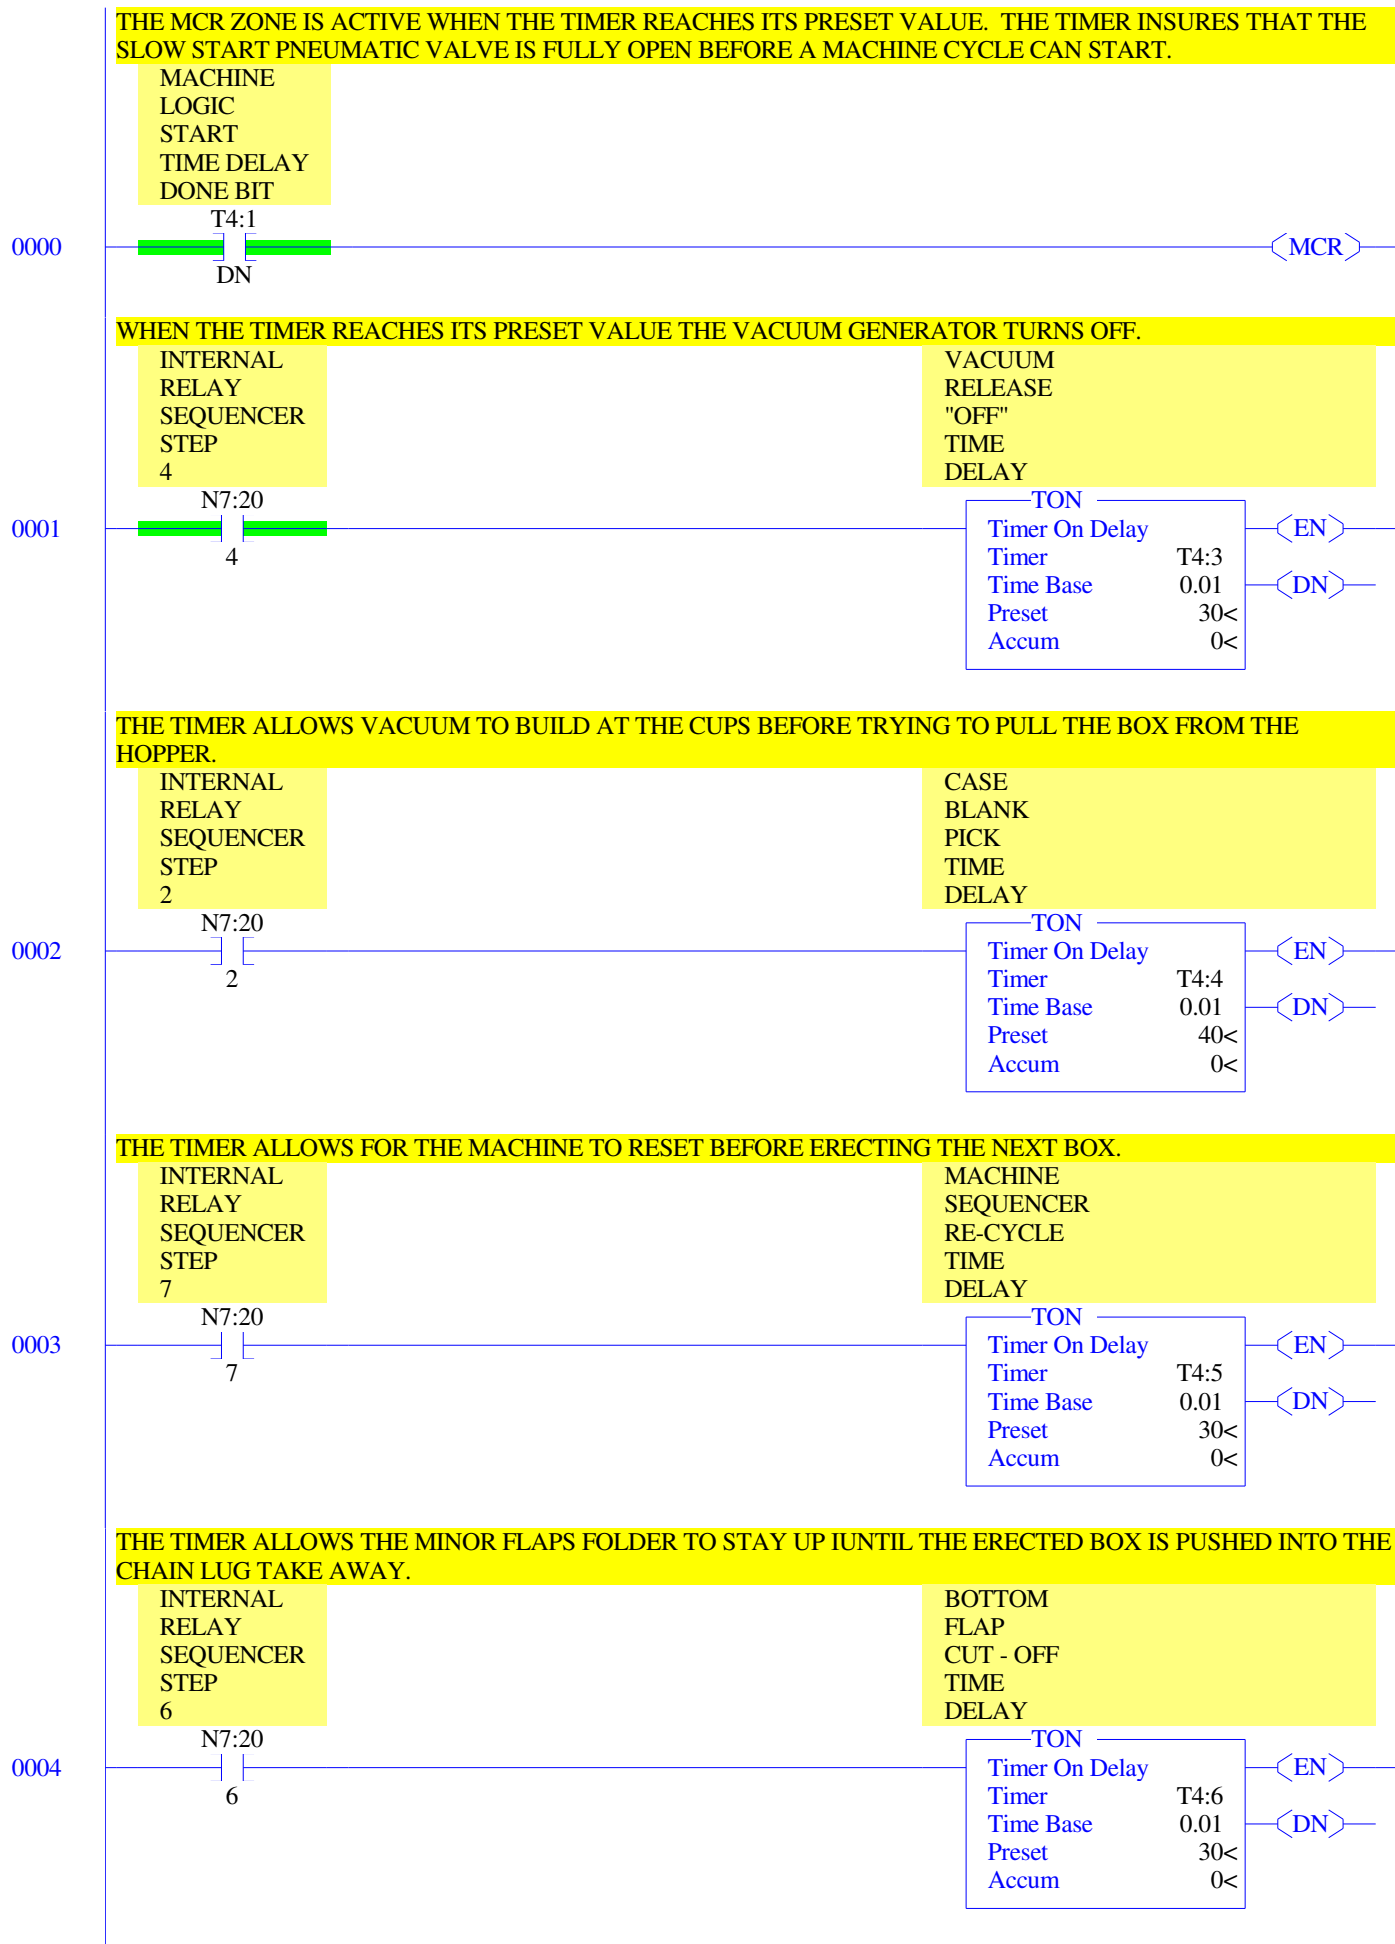 THE MCR ZONE IS ACTIVE WHEN THE TIMER REACHES ITS PRESET VALUE.  THE TIMER INSURES THAT THE
SLOW START PNEUMATIC VALVE IS FULLY OPEN BEFORE A MACHINE CYCLE CAN START.
MACHINE
LOGIC
START
TIME DELAY
DONE BIT
T4:1
0000
MCR
DN
WHEN THE TIMER REACHES ITS PRESET VALUE THE VACUUM GENERATOR TURNS OFF.
INTERNAL
RELAY
SEQUENCER
STEP
4
N7:20
0001
4
VACUUM
RELEASE
"OFF"
TIME
DELAY
TON
Timer On Delay
EN
Timer T4:3
Time Base 0.01
DN
Preset 30<
Accum 0<
THE TIMER ALLOWS VACUUM TO BUILD AT THE CUPS BEFORE TRYING TO PULL THE BOX FROM THE
HOPPER.
INTERNAL
RELAY
SEQUENCER
STEP
2
N7:20
0002
2
CASE
BLANK
PICK
TIME
DELAY
TON
Timer On Delay
EN
Timer T4:4
Time Base 0.01
DN
Preset 40<
Accum 0<
THE TIMER ALLOWS FOR THE MACHINE TO RESET BEFORE ERECTING THE NEXT BOX.
INTERNAL
RELAY
SEQUENCER
STEP
7
N7:20
0003
7
MACHINE
SEQUENCER
RE-CYCLE
TIME
DELAY
TON
Timer On Delay
EN
Timer T4:5
Time Base 0.01
DN
Preset 30<
Accum 0<
THE TIMER ALLOWS THE MINOR FLAPS FOLDER TO STAY UP IUNTIL THE ERECTED BOX IS PUSHED INTO THE
CHAIN LUG TAKE AWAY.
INTERNAL
RELAY
SEQUENCER
STEP
6
N7:20
0004
6
BOTTOM
FLAP
CUT - OFF
TIME
DELAY
TON
Timer On Delay
EN
Timer T4:6
Time Base 0.01
DN
Preset 30<
Accum 0<